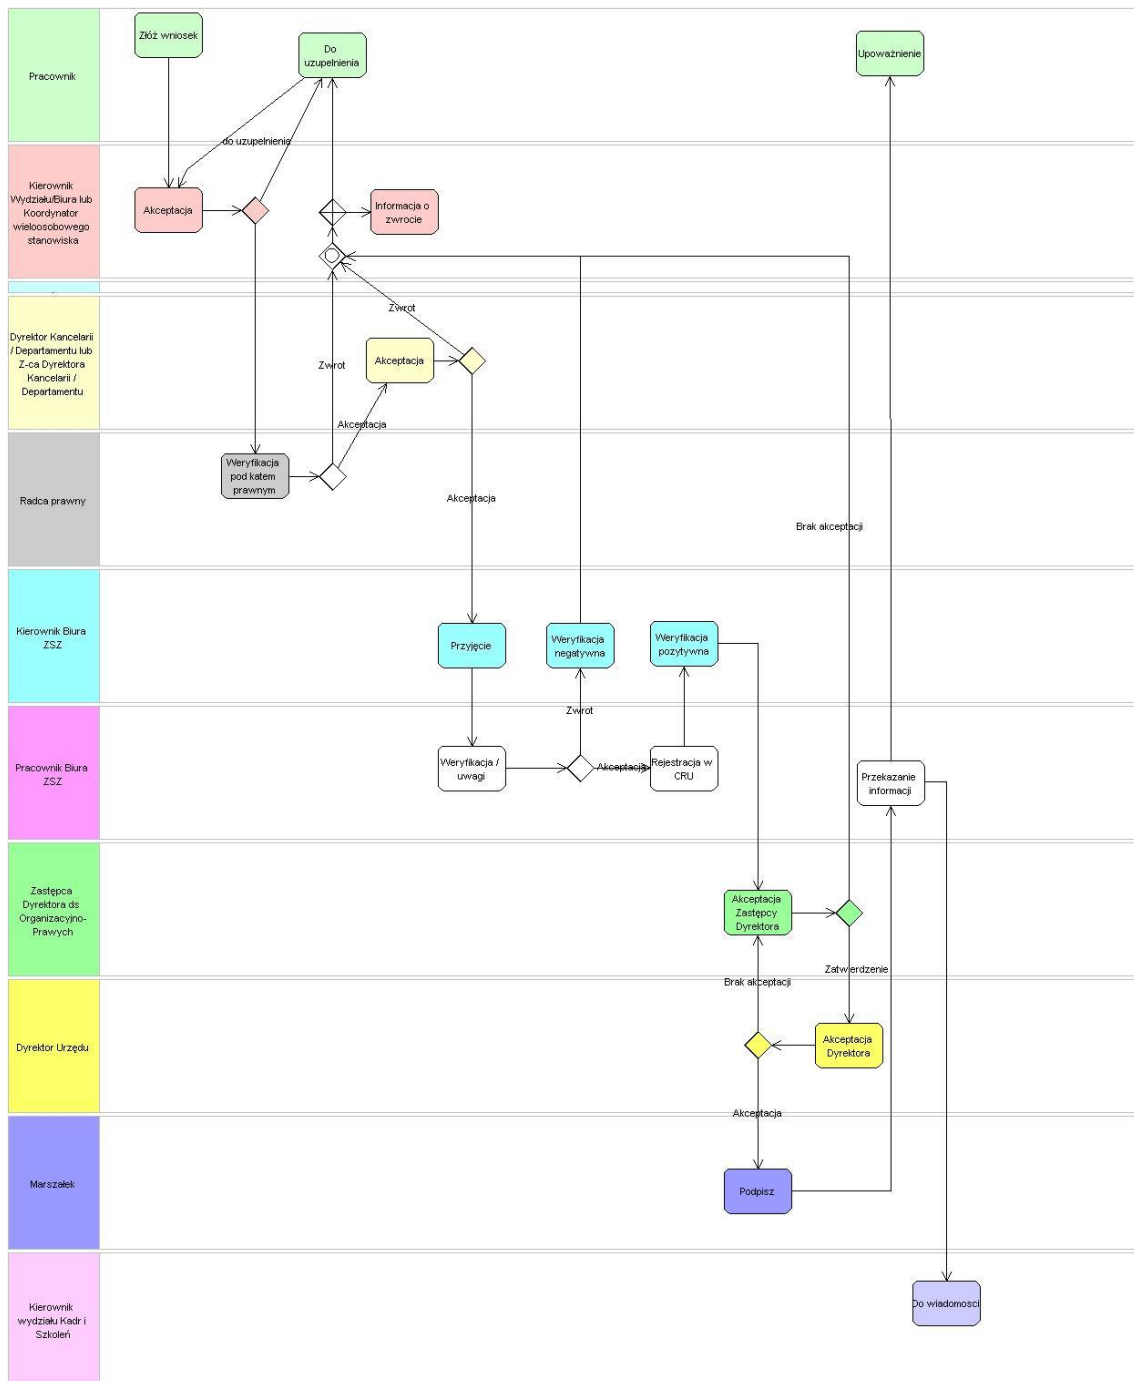 Złóż wniosek
Do
uzupelnienia
Upoważnienie
Pracownik
do uzupelnienia
Kierownik
Wydziału/Biura lub
Koordynator
wieloosobowego
stanowiska
Akceptacja
Informacja o
zwrocie
Dyrektor Kancelarii
/ Departamentu lub
Z-ca Dyrektora
Kancelarii /
Departamentu
Zwrot
Zwrot
Akceptacja
Akceptacja
Radca prawny
Weryfikacja
pod katem
prawnym
Akceptacja
Brak akceptacji
Kierownik Biura
ZSZ
Przyjęcie
Weryfikacja
negatywna
Weryfikacja
pozytywna
Zwrot
Pracownik Biura
ZSZ
Weryfikacja /
uwagi
Akceptacja
Rejestracja w
CRU
Przekazanie
informacji
Zastępca
Dyrektora ds
Organizacyjno-
Prawych
Akceptacja
Zastępcy
Dyrektora
Zatwierdzenie
Brak akceptacji
Dyrektor Urzędu
Akceptacja
Dyrektora
Akceptacja
Marszałek
Podpisz
Kierownik
wydziału Kadr i
Szkoleń
Do wiadomosci